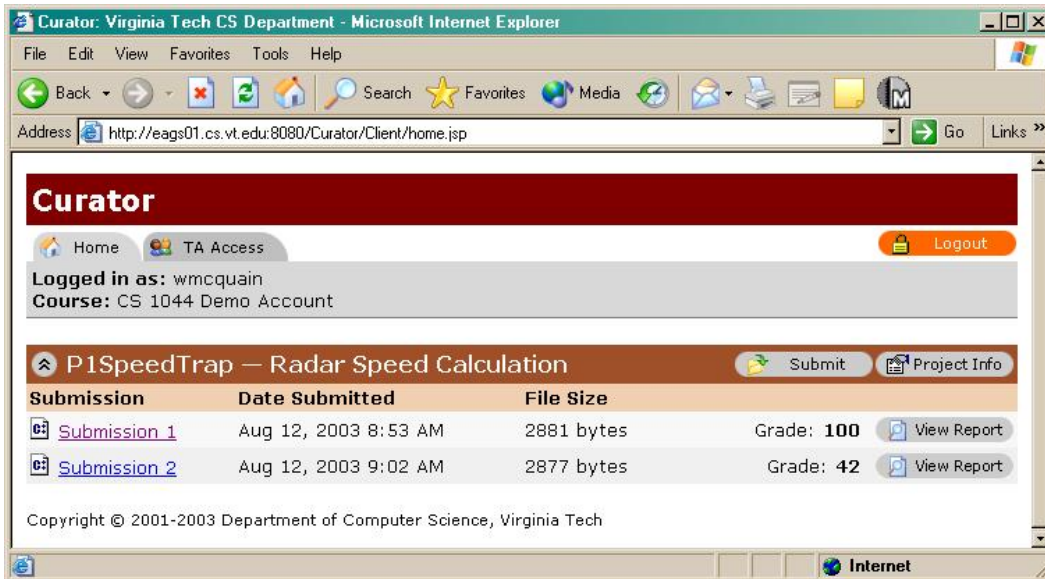 Curator: Virginia Tech CS Department - Microsoft Internet Explorer
File Edit View Favorites Tools Help
Back Search Favorites Media
Address http://eags01.cs.vt.edu:8080/Curator/Client/home.jsp Go Links »
Curator
Home TA Access Logout
Logged in as: wmcquain
Course: CS 1044 Demo Account
P1SpeedTrap — Radar Speed Calculation Submit Project Info
Submission Date Submitted File Size
Submission 1 Aug 12, 2003 8:53 AM 2881 bytes Grade: 100 View Report
Submission 2 Aug 12, 2003 9:02 AM 2877 bytes Grade: 42 View Report
Copyright © 2001-2003 Department of Computer Science, Virginia Tech
Internet